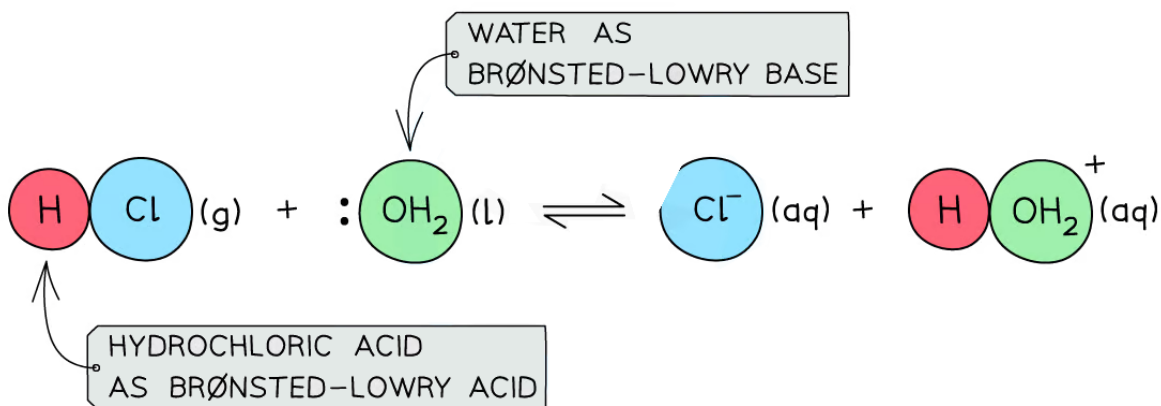 WATER AS
BRØNSTED-LOWRY BASE
H Cl (g) + : OH₂ (l) ⇌ Cl⁻ (aq) + H OH₂⁺ (aq)
HYDROCHLORIC ACID
AS BRØNSTED-LOWRY ACID